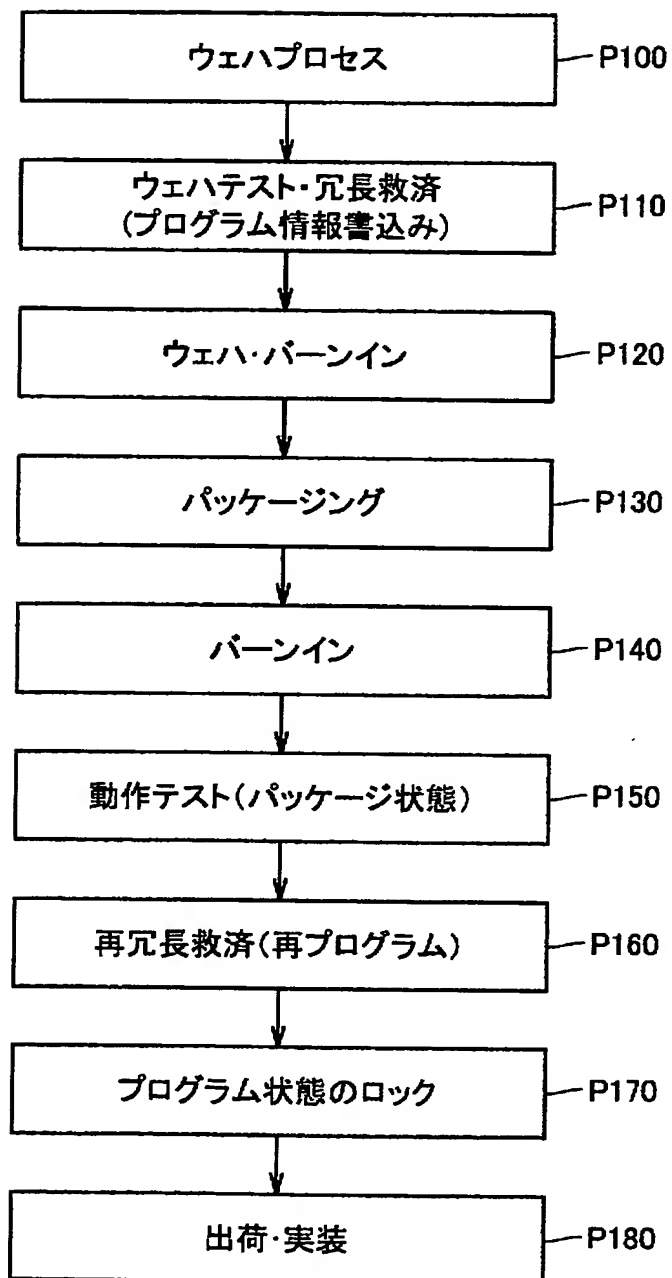 ウェハプロセス
P100
ウェハテスト・冗長救済
(プログラム情報書込み)
P110
ウェハ・バーンイン
P120
パッケージング
P130
バーンイン
P140
動作テスト(パッケージ状態)
P150
再冗長救済(再プログラム)
P160
プログラム状態のロック
P170
出荷・実装
P180